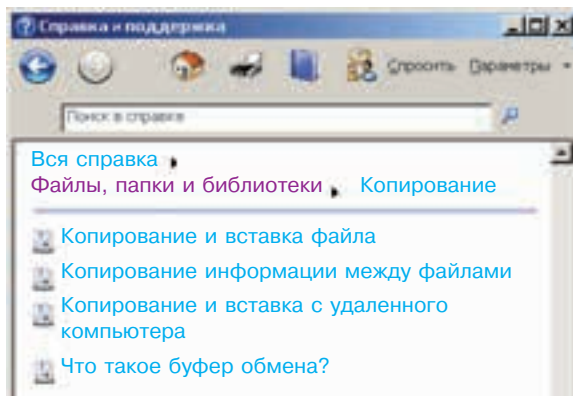 Справка и поддержка
Спросить Параметры
Поиск в справке
Вся справка
Файлы, папки и библиотеки Копирование
Копирование и вставка файла
Копирование информации между файлами
Копирование и вставка с удаленного
компьютера
Что такое буфер обмена?